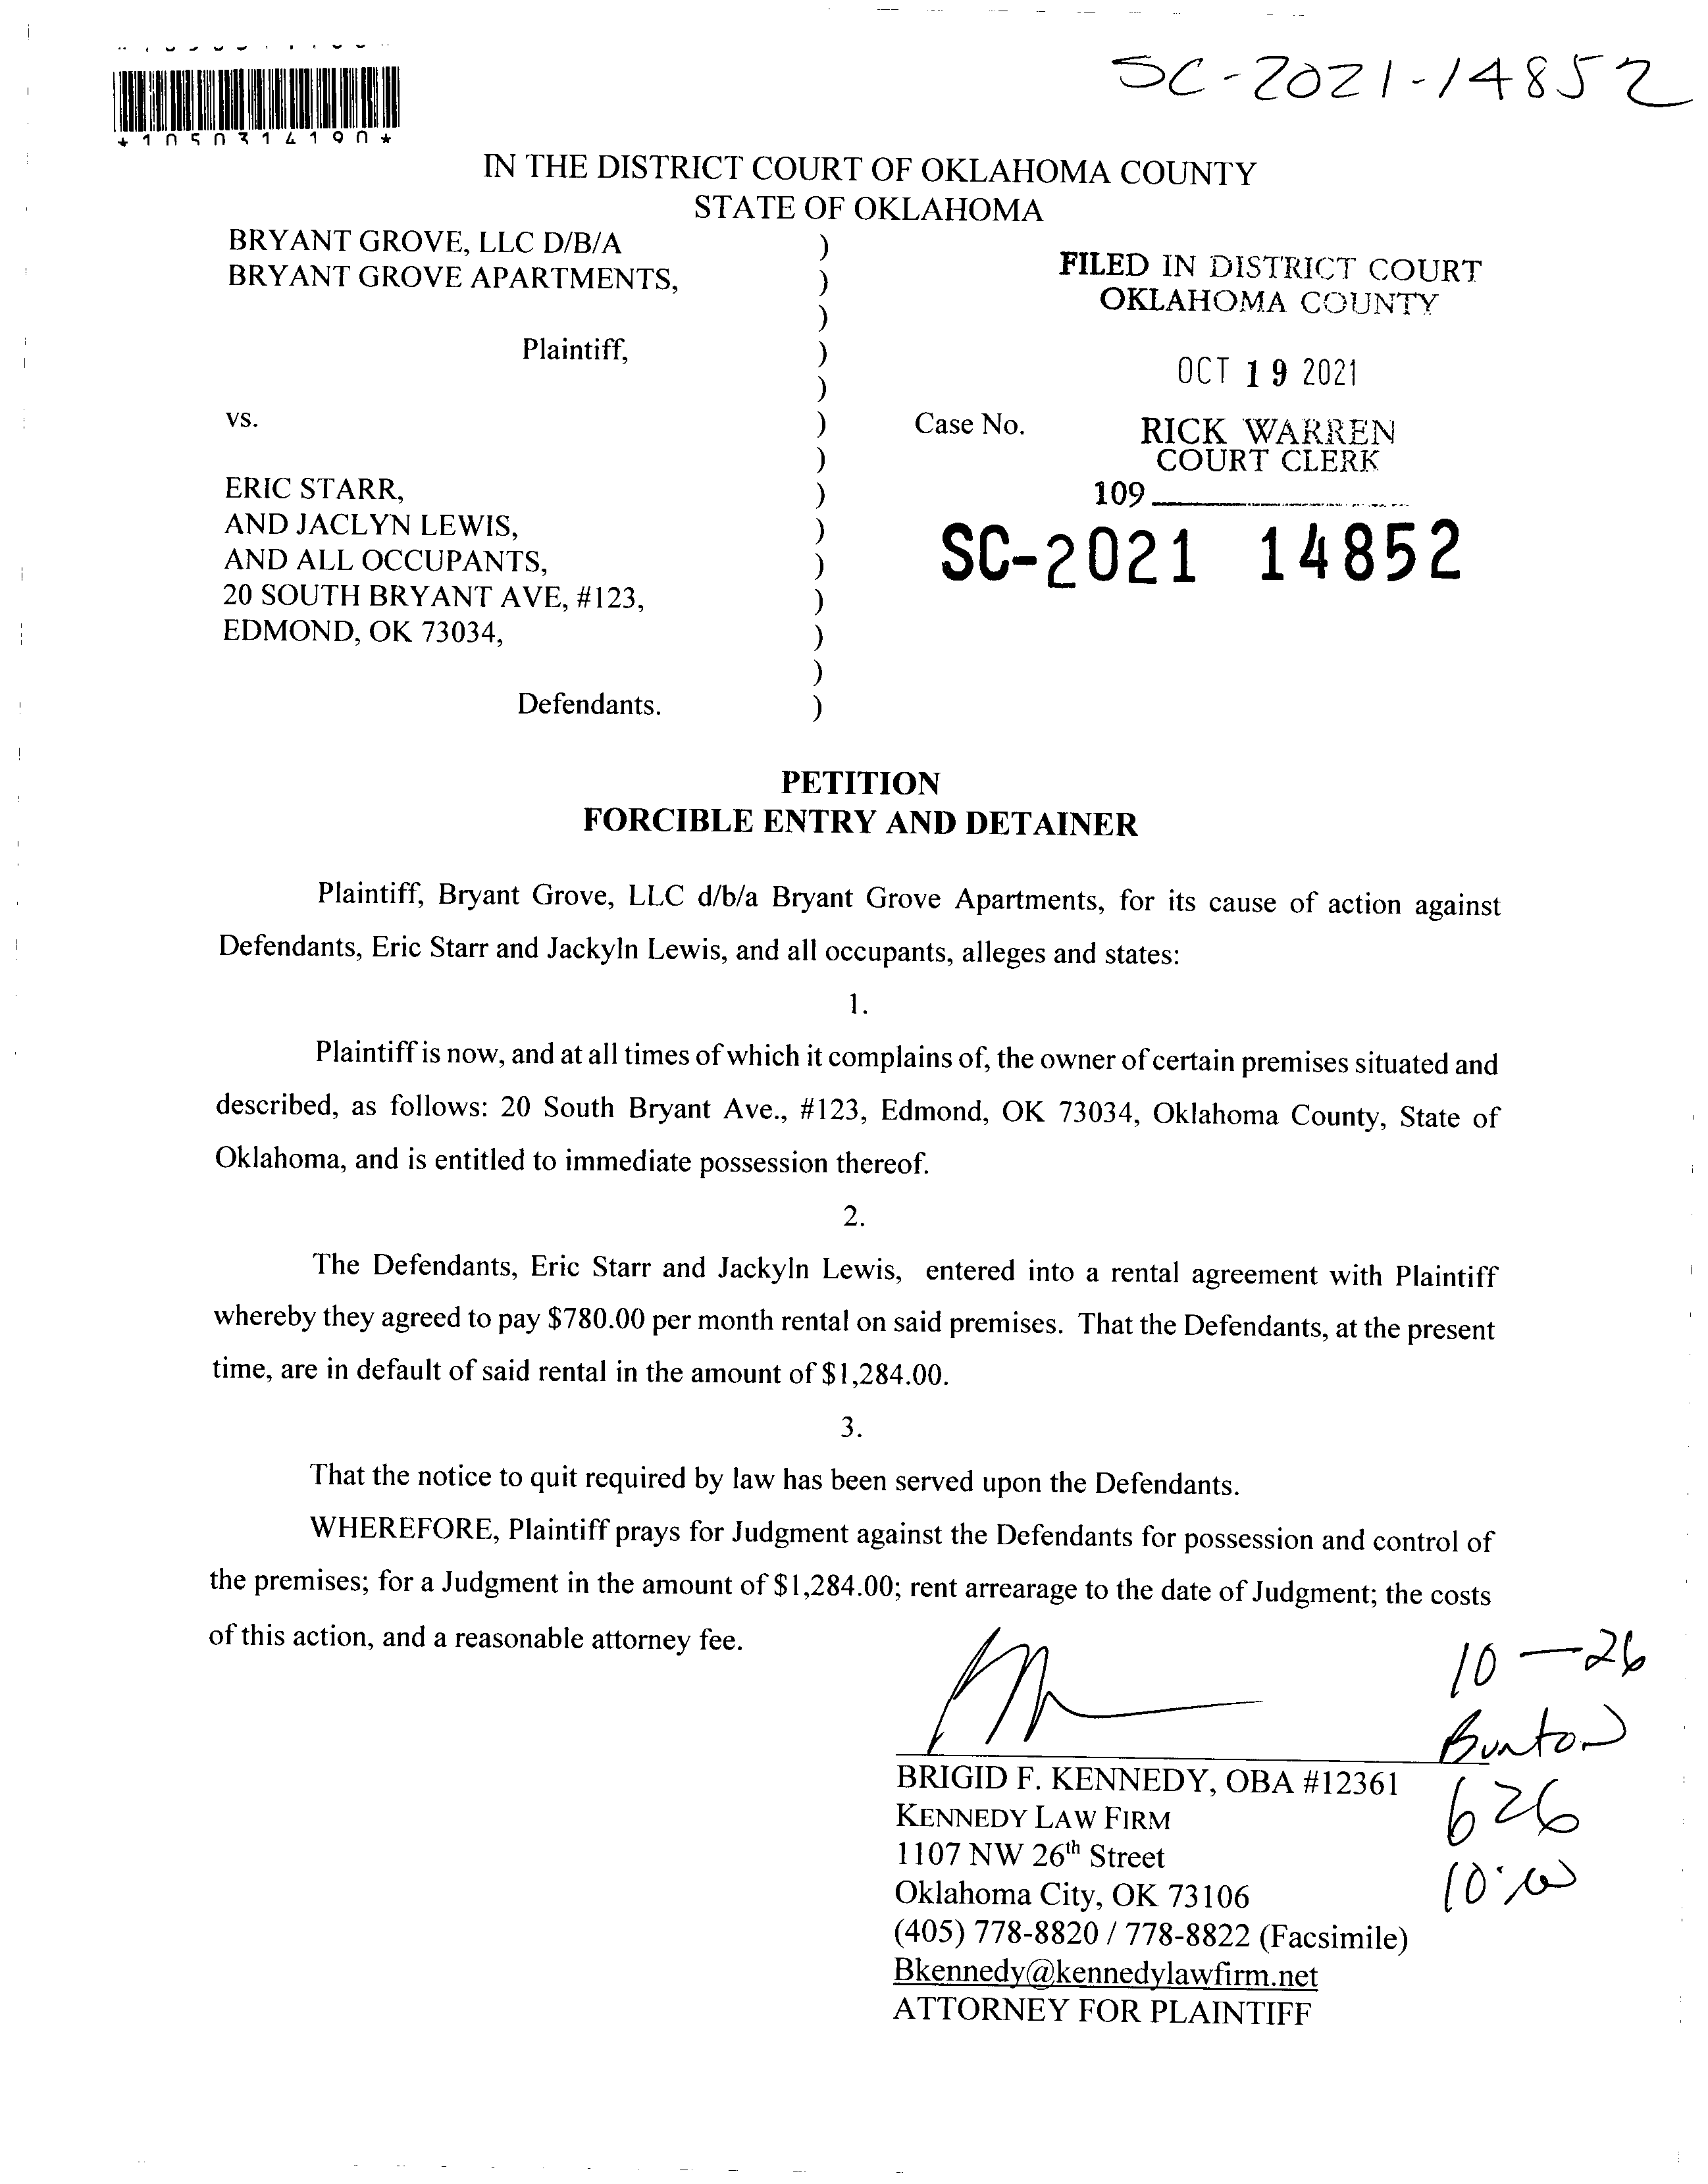 SC-2021-14852
*1050314190*
IN THE DISTRICT COURT OF OKLAHOMA COUNTY
STATE OF OKLAHOMA
BRYANT GROVE, LLC D/B/A )
BRYANT GROVE APARTMENTS, )
)
Plaintiff, )
)
vs. )
)
ERIC STARR, )
AND JACLYN LEWIS, )
AND ALL OCCUPANTS, )
20 SOUTH BRYANT AVE, #123, )
EDMOND, OK 73034, )
)
Defendants. )
FILED IN DISTRICT COURT
OKLAHOMA COUNTY
OCT 19 2021
Case No.
RICK WARREN
COURT CLERK
109
SC-2021 14852
PETITION
FORCIBLE ENTRY AND DETAINER
Plaintiff, Bryant Grove, LLC d/b/a Bryant Grove Apartments, for its cause of action against
Defendants, Eric Starr and Jackyln Lewis, and all occupants, alleges and states:
1.
Plaintiff is now, and at all times of which it complains of, the owner of certain premises situated and
described, as follows: 20 South Bryant Ave., #123, Edmond, OK 73034, Oklahoma County, State of
Oklahoma, and is entitled to immediate possession thereof.
2.
The Defendants, Eric Starr and Jackyln Lewis, entered into a rental agreement with Plaintiff
whereby they agreed to pay $780.00 per month rental on said premises. That the Defendants, at the present
time, are in default of said rental in the amount of $1,284.00.
3.
That the notice to quit required by law has been served upon the Defendants.
WHEREFORE, Plaintiff prays for Judgment against the Defendants for possession and control of
the premises; for a Judgment in the amount of $1,284.00; rent arrearage to the date of Judgment; the costs
of this action, and a reasonable attorney fee.
10-26
Burton
626
10:00
BRIGID F. KENNEDY, OBA #12361
KENNEDY LAW FIRM
1107 NW 26th Street
Oklahoma City, OK 73106
(405) 778-8820 / 778-8822 (Facsimile)
Bkennedy@kennedylawfirm.net
ATTORNEY FOR PLAINTIFF